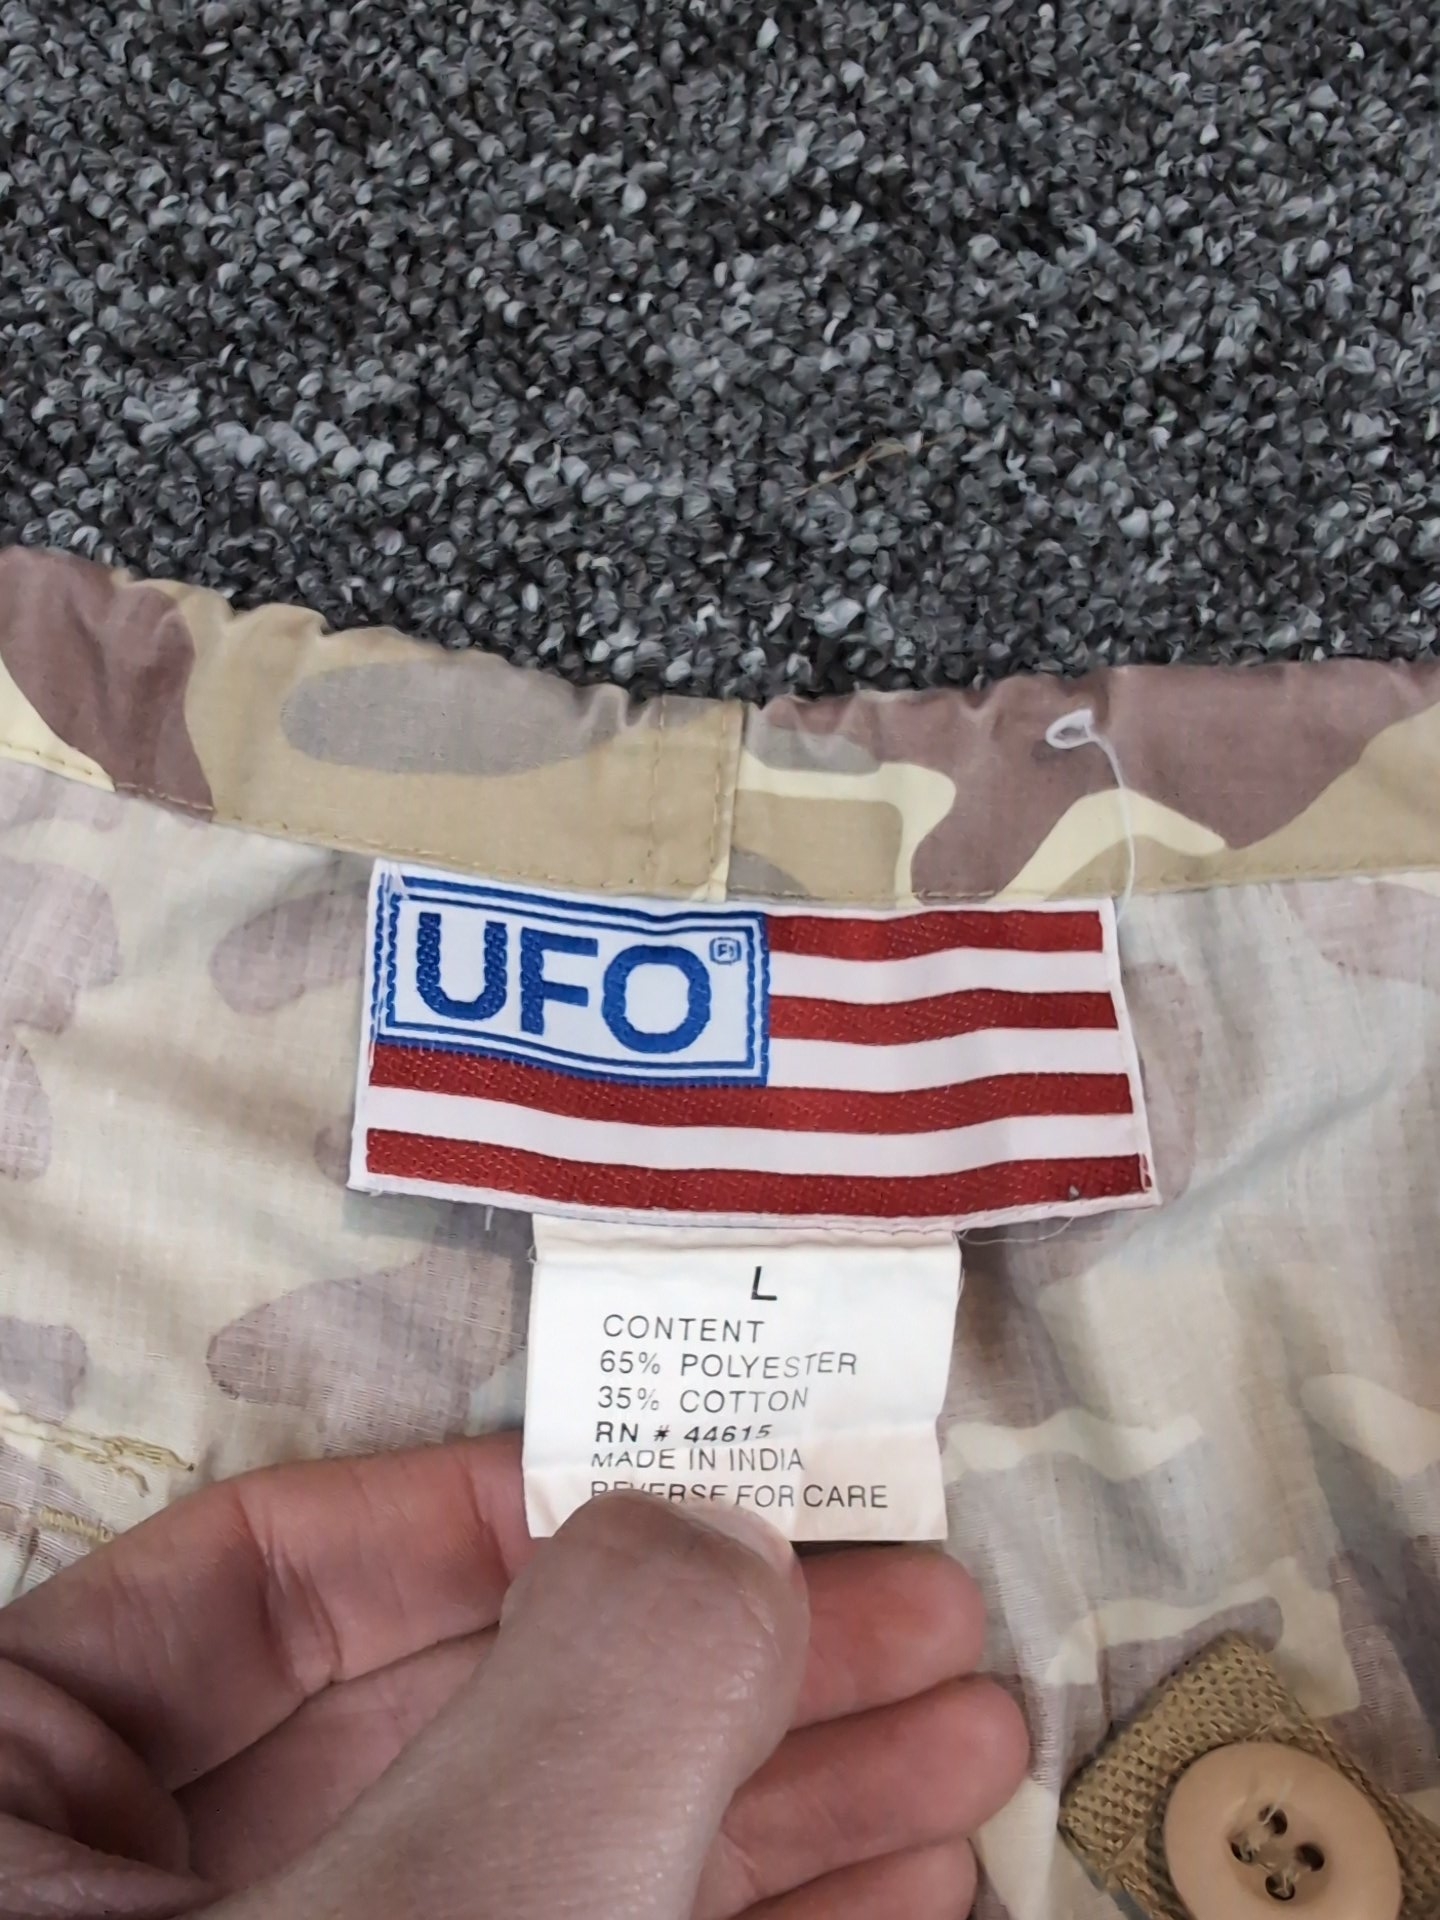 UFO®
L
CONTENT
65% POLYESTER
35% COTTON
RN # 44615
MADE IN INDIA
REVERSE FOR CARE